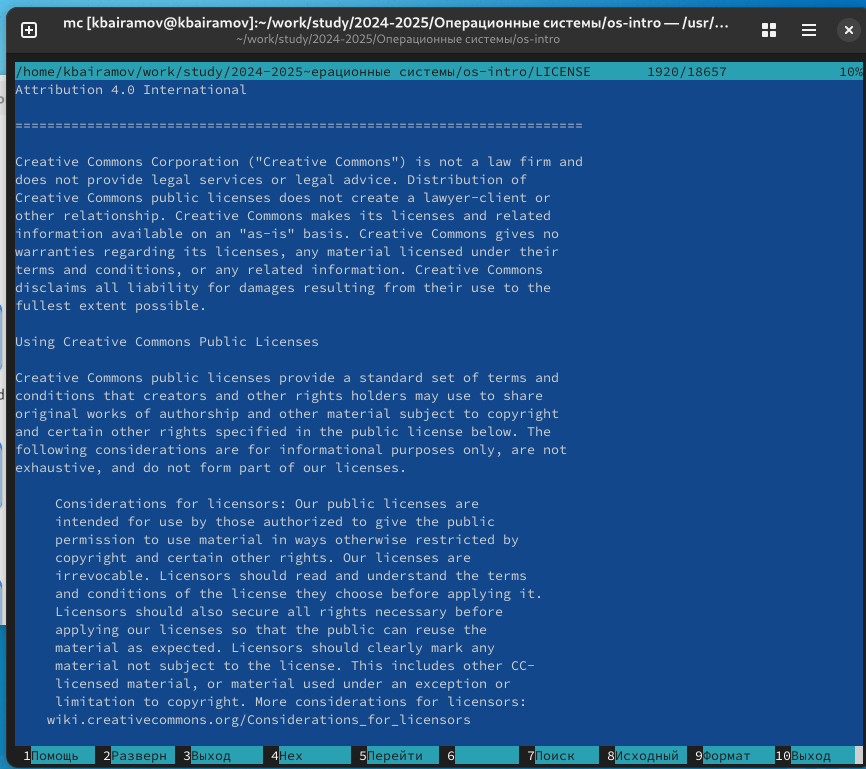 mc [kbairamov@kbairamov]:~/work/study/2024-2025/Операционные системы/os-intro — /usr/...
~/work/study/2024-2025/Операционные системы/os-intro
/home/kbairamov/work/study/2024-2025~ерационные системы/os-intro/LICENSE 1920/18657 10%
Attribution 4.0 International
=======================================================================
Creative Commons Corporation ("Creative Commons") is not a law firm and
does not provide legal services or legal advice. Distribution of
Creative Commons public licenses does not create a lawyer-client or
other relationship. Creative Commons makes its licenses and related
information available on an "as-is" basis. Creative Commons gives no
warranties regarding its licenses, any material licensed under their
terms and conditions, or any related information. Creative Commons
disclaims all liability for damages resulting from their use to the
fullest extent possible.
Using Creative Commons Public Licenses
Creative Commons public licenses provide a standard set of terms and
conditions that creators and other rights holders may use to share
original works of authorship and other material subject to copyright
and certain other rights specified in the public license below. The
following considerations are for informational purposes only, are not
exhaustive, and do not form part of our licenses.
Considerations for licensors: Our public licenses are
intended for use by those authorized to give the public
permission to use material in ways otherwise restricted by
copyright and certain other rights. Our licenses are
irrevocable. Licensors should read and understand the terms
and conditions of the license they choose before applying it.
Licensors should also secure all rights necessary before
applying our licenses so that the public can reuse the
material as expected. Licensors should clearly mark any
material not subject to the license. This includes other CC-
licensed material, or material used under an exception or
limitation to copyright. More considerations for licensors:
wiki.creativecommons.org/Considerations_for_licensors
1Помощь 2Разверн 3Выход 4Hex 5Перейти 6 7Поиск 8Исходный 9Формат 10Выход